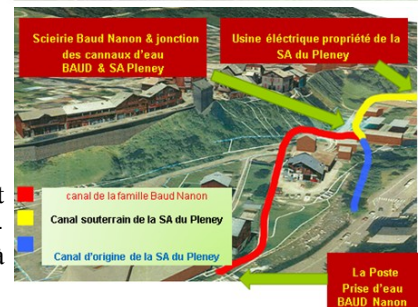 Scieirie Baud Nanon & jonction
des cannaux d'eau
BAUD & SA Pleney
Usine éléctrique propriété de la
SA du Pleney
t
-
à
canal de la famille Baud Nanon
Canal souterrain de la SA du Pleney
Canal d'origine de la SA du Pleney
La Poste
Prise d'eau
BAUD Nanon